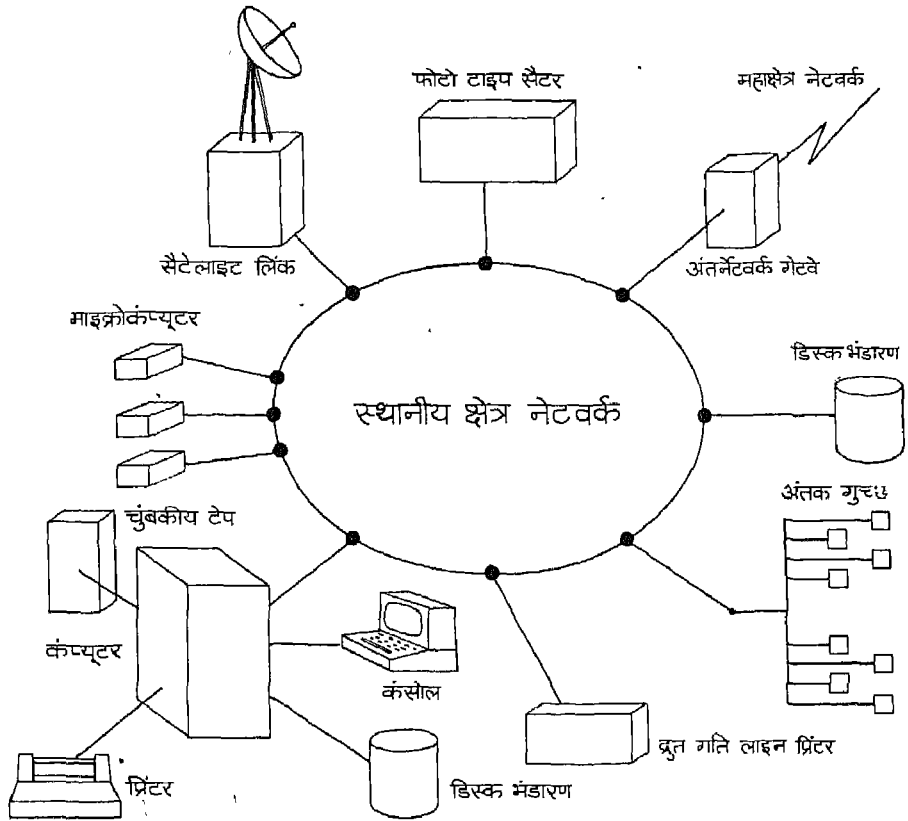 फोटो टाइप सैटर
महाक्षेत्र नेटवर्क
सैटेलाइट लिंक
अंतर्नेटवर्क गेटवे
माइक्रोकंप्यूटर
डिस्क भंडारण
स्थानीय क्षेत्र नेटवर्क
अंतक गुच्छ
चुंबकीय टेप
कंप्यूटर
कंसोल
द्रुत गति लाइन प्रिंटर
प्रिंटर
डिस्क भंडारण